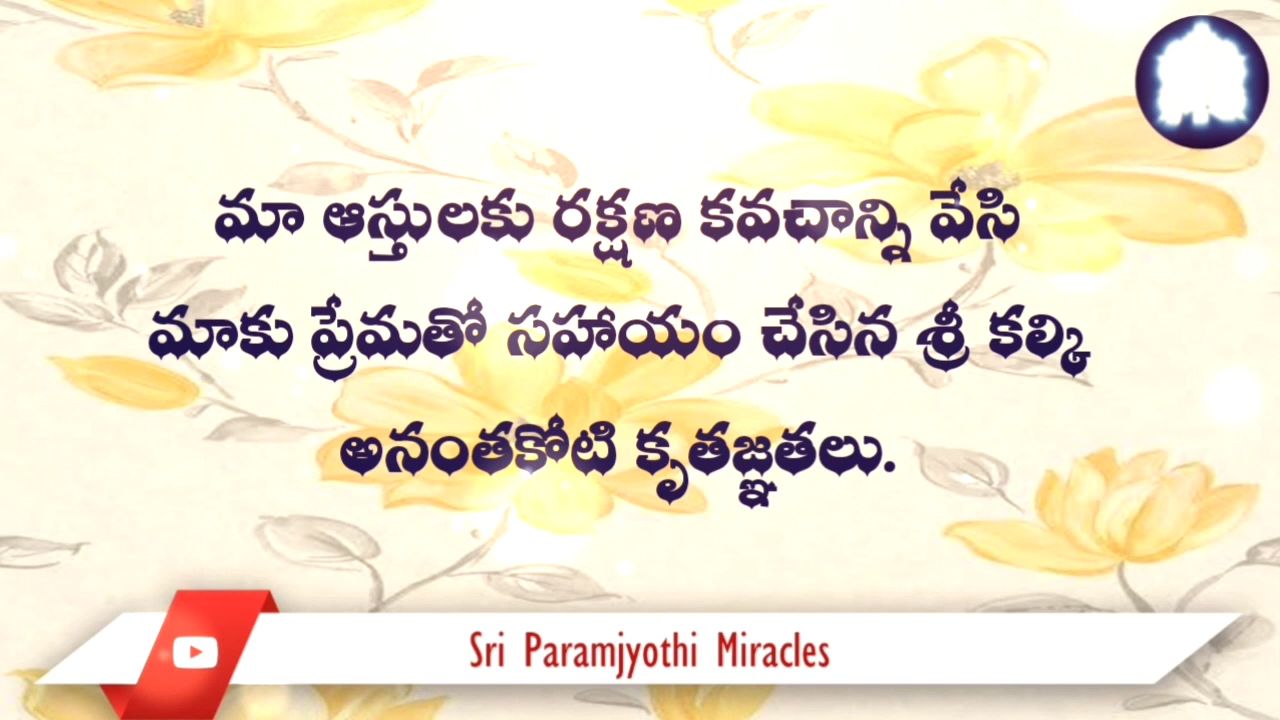 మా ఆస్తులకు రక్షణ కవచాన్ని వేసి
మాకు ప్రేమతో సహాయం చేసిన శ్రీ కల్కి
అనంతకోటి కృతజ్ఞతలు.
Sri Paramjyothi Miracles